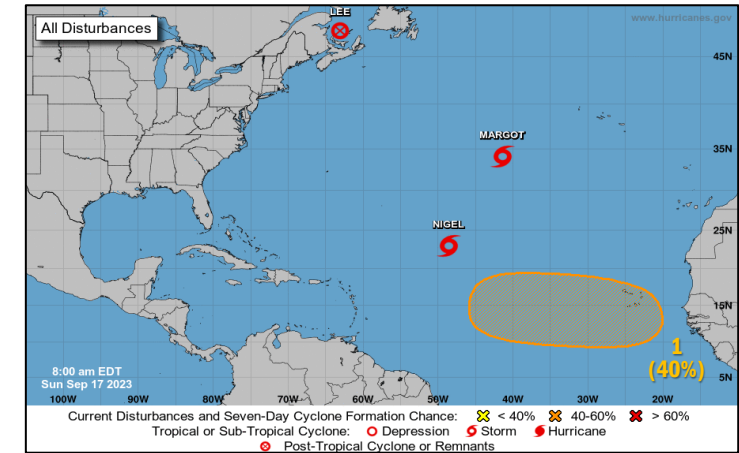 LEE
All Disturbances
www.hurricanes.gov
45N
MARGOT
35N
NIGEL
25N
15N
1
(40%)
8:00 am EDT
Sun Sep 17 2023
5N
100W 90W 80W 70W 60W 50W 40W 30W 20W
Current Disturbances and Seven-Day Cyclone Formation Chance: < 40% 40-60% > 60%
Tropical or Sub-Tropical Cyclone: Depression Storm Hurricane
Post-Tropical Cyclone or Remnants